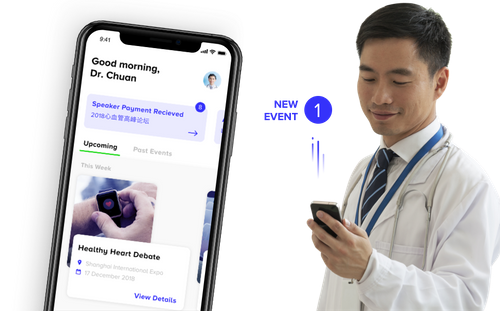 9:41
Good morning,
Dr. Chuan
8
Speaker Payment Recieved
2018心血管高峰论坛
Upcoming Past Events
This Week
Healthy Heart Debate
Shanghai International Expo
17 December 2018
View Details
NEW
EVENT
1